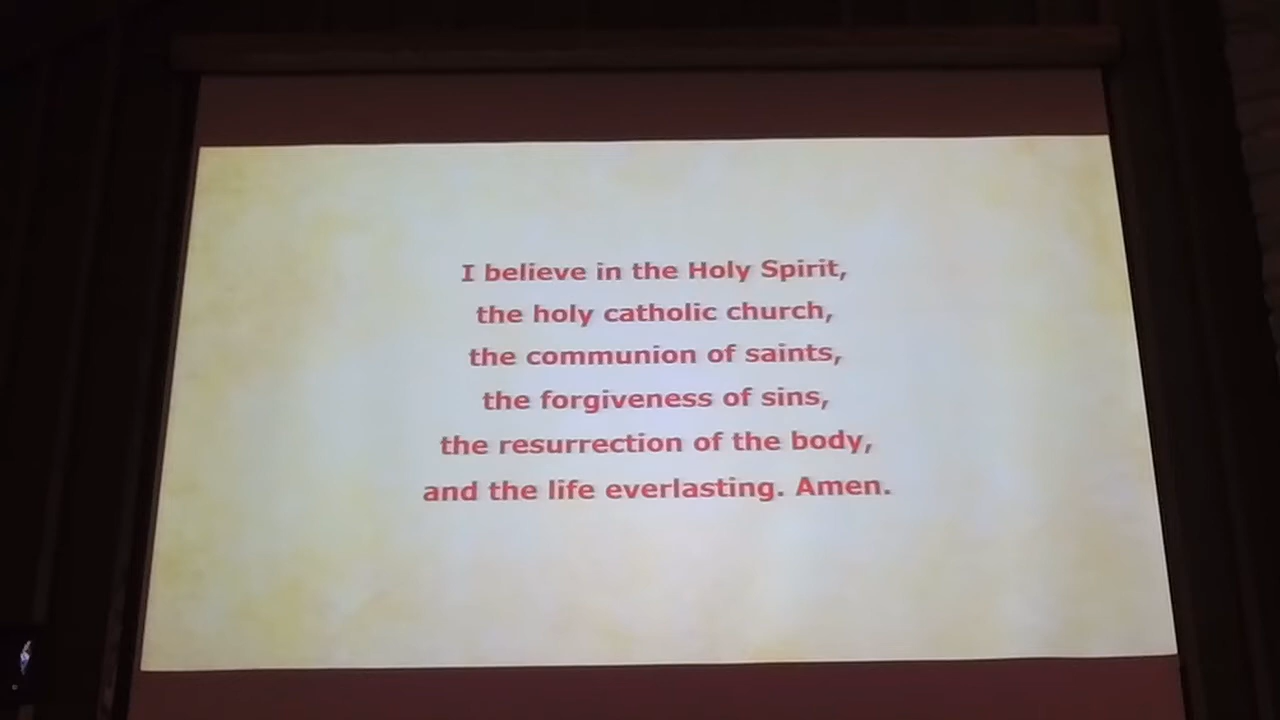 I believe in the Holy Spirit,
the holy catholic church,
the communion of saints,
the forgiveness of sins,
the resurrection of the body,
and the life everlasting. Amen.